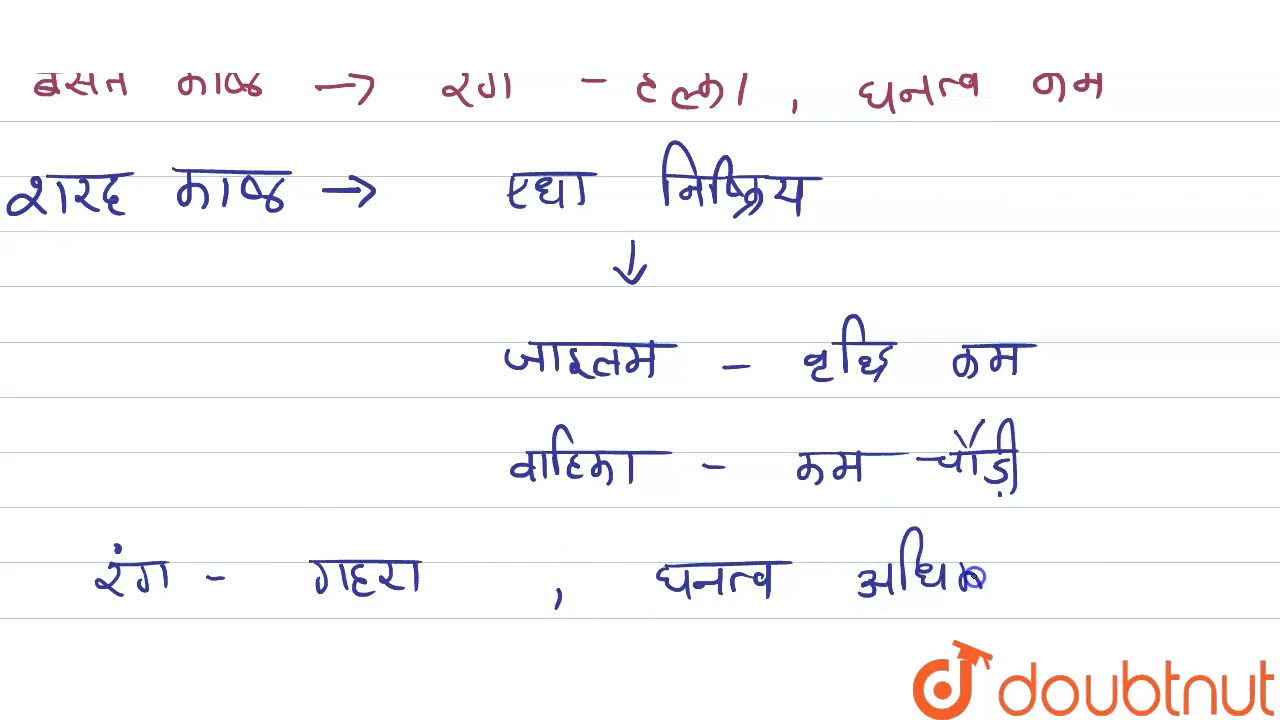 बसंत काष्ठ → रंग - हल्का, घनत्व कम
शरद काष्ठ → एधा निष्क्रिय
↓
जाइलम - वृद्धि कम
वाहिका - कम चौड़ी
रंग - गहरा, घनत्व अधिक
doubtnut